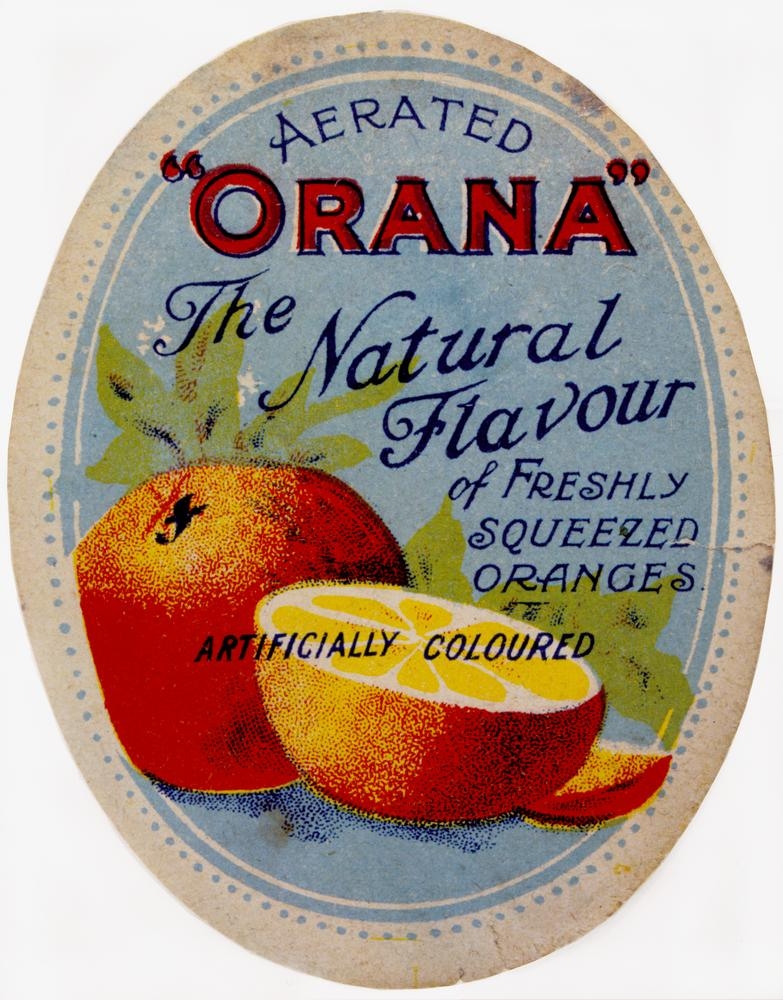 AERATED
"ORANA"
The
Natural
Flavour
of FRESHLY
SQUEEZED
ORANGES.
ARTIFICIALLY COLOURED